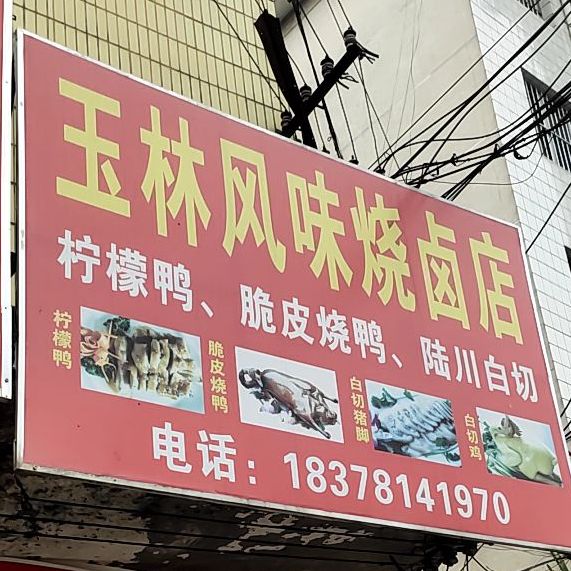 玉林风味烧卤店
柠檬鸭、脆皮烧鸭、陆川白切
柠檬鸭
脆皮烧鸭
白切猪脚
白切鸡
电话：18378141970